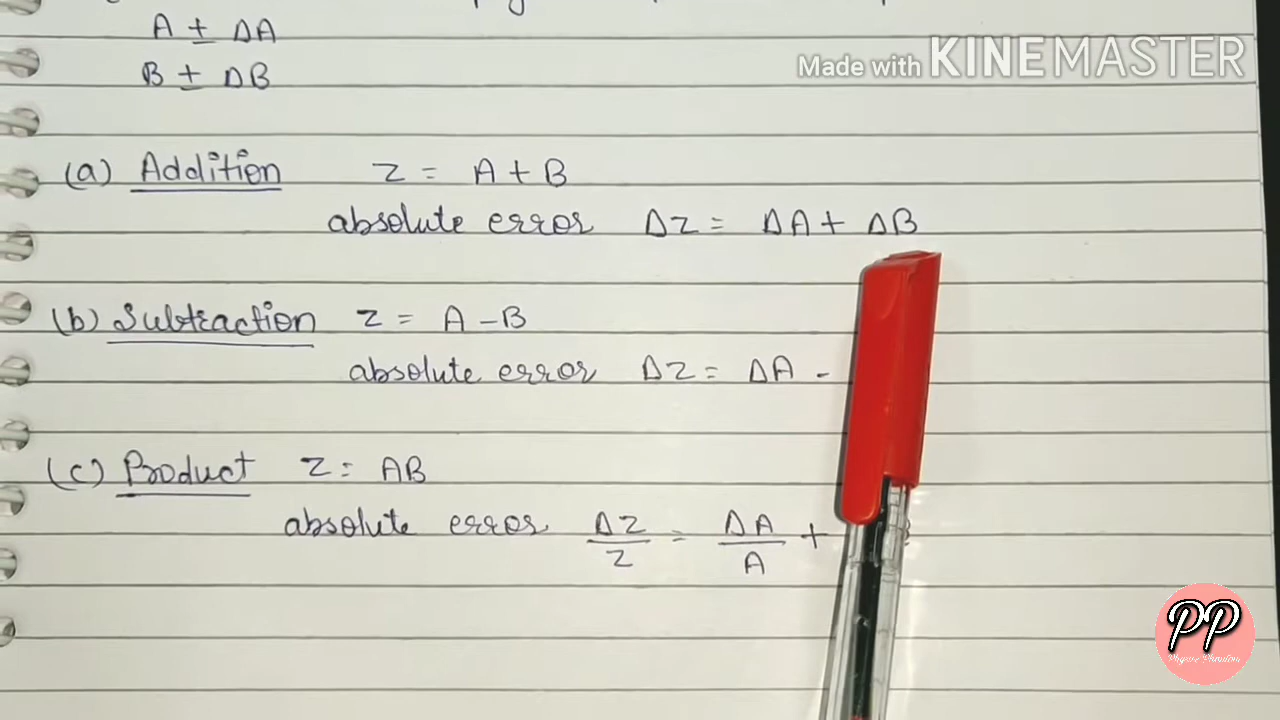 A ± ΔA
Made with KINEMASTER
B ± ΔB
(a) Addition Z = A + B
absolute error ΔZ = ΔA + ΔB
(b) Subtraction Z = A - B
absolute error ΔZ = ΔA -
(c) Product Z = AB
absolute error ΔZ/Z = ΔA/A +
PP